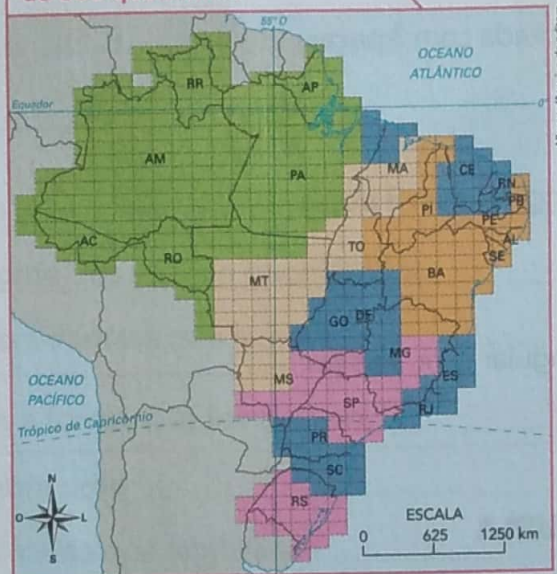 55° O
OCEANO
ATLÂNTICO
RR
AP
Equador
0°
AM
PA
MA
CE
RN
PB
PI
PE
AC
TO
AL
RO
SE
MT
BA
GO
DF
MG
OCEANO
PACÍFICO
MS
ES
SP
RJ
Trópico de Capricórnio
PR
SC
N
RS
O
L
S
ESCALA
0 625 1250 km